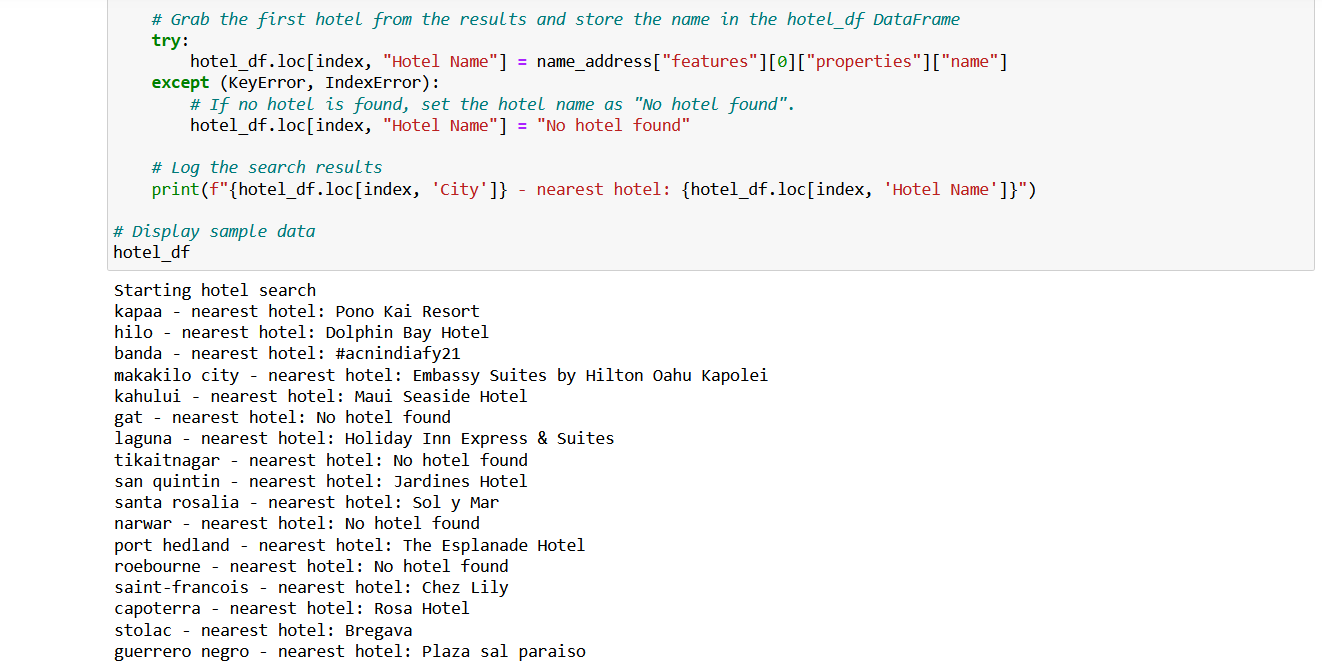 # Grab the first hotel from the results and store the name in the hotel_df DataFrame
try:
hotel_df.loc[index, "Hotel Name"] = name_address["features"][0]["properties"]["name"]
except (KeyError, IndexError):
# If no hotel is found, set the hotel name as "No hotel found".
hotel_df.loc[index, "Hotel Name"] = "No hotel found"
# Log the search results
print(f"{hotel_df.loc[index, 'City']} - nearest hotel: {hotel_df.loc[index, 'Hotel Name']}")
# Display sample data
hotel_df
Starting hotel search
kapaa - nearest hotel: Pono Kai Resort
hilo - nearest hotel: Dolphin Bay Hotel
banda - nearest hotel: #acnindiafy21
makakilo city - nearest hotel: Embassy Suites by Hilton Oahu Kapolei
kahului - nearest hotel: Maui Seaside Hotel
gat - nearest hotel: No hotel found
laguna - nearest hotel: Holiday Inn Express & Suites
tikaitnagar - nearest hotel: No hotel found
san quintin - nearest hotel: Jardines Hotel
santa rosalia - nearest hotel: Sol y Mar
narwar - nearest hotel: No hotel found
port hedland - nearest hotel: The Esplanade Hotel
roebourne - nearest hotel: No hotel found
saint-francois - nearest hotel: Chez Lily
capoterra - nearest hotel: Rosa Hotel
stolac - nearest hotel: Bregava
guerrero negro - nearest hotel: Plaza sal paraiso